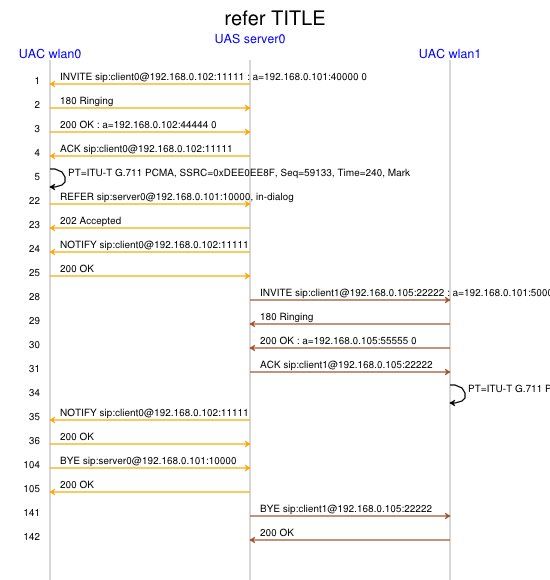 refer TITLE
UAS server0
UAC wlan0 UAC wlan1
1 INVITE sip:client0@192.168.0.102:11111 : a=192.168.0.101:40000 0
2 180 Ringing
3 200 OK : a=192.168.0.102:44444 0
4 ACK sip:client0@192.168.0.102:11111
5 PT=ITU-T G.711 PCMA, SSRC=0xDEE0EE8F, Seq=59133, Time=240, Mark
22 REFER sip:server0@192.168.0.101:10000, in-dialog
23 202 Accepted
24 NOTIFY sip:client0@192.168.0.102:11111
25 200 OK
28 INVITE sip:client1@192.168.0.105:22222 : a=192.168.0.101:500
29 180 Ringing
30 200 OK : a=192.168.0.105:55555 0
31 ACK sip:client1@192.168.0.105:22222
34 PT=ITU-T G.711 P
35 NOTIFY sip:client0@192.168.0.102:11111
36 200 OK
104 BYE sip:server0@192.168.0.101:10000
105 200 OK
141 BYE sip:client1@192.168.0.105:22222
142 200 OK